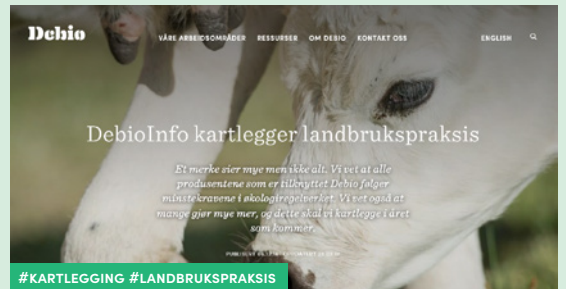 Debio
VÅRE ARBEIDSOMRÅDER RESSURSER OM DEBIO KONTAKT OSS ENGLISH
DebioInfo kartlegger landbrukspraksis
Et merke sier mye men ikke alt. Vi vet at alle
produsentene som er tilknyttet Debio følger
minstekravene i økologiregelverket. Vi vet også at
mange gjør mye mer, og dette skal vi kartlegge i året
som kommer.
#KARTLEGGING #LANDBRUKSPRAKSIS